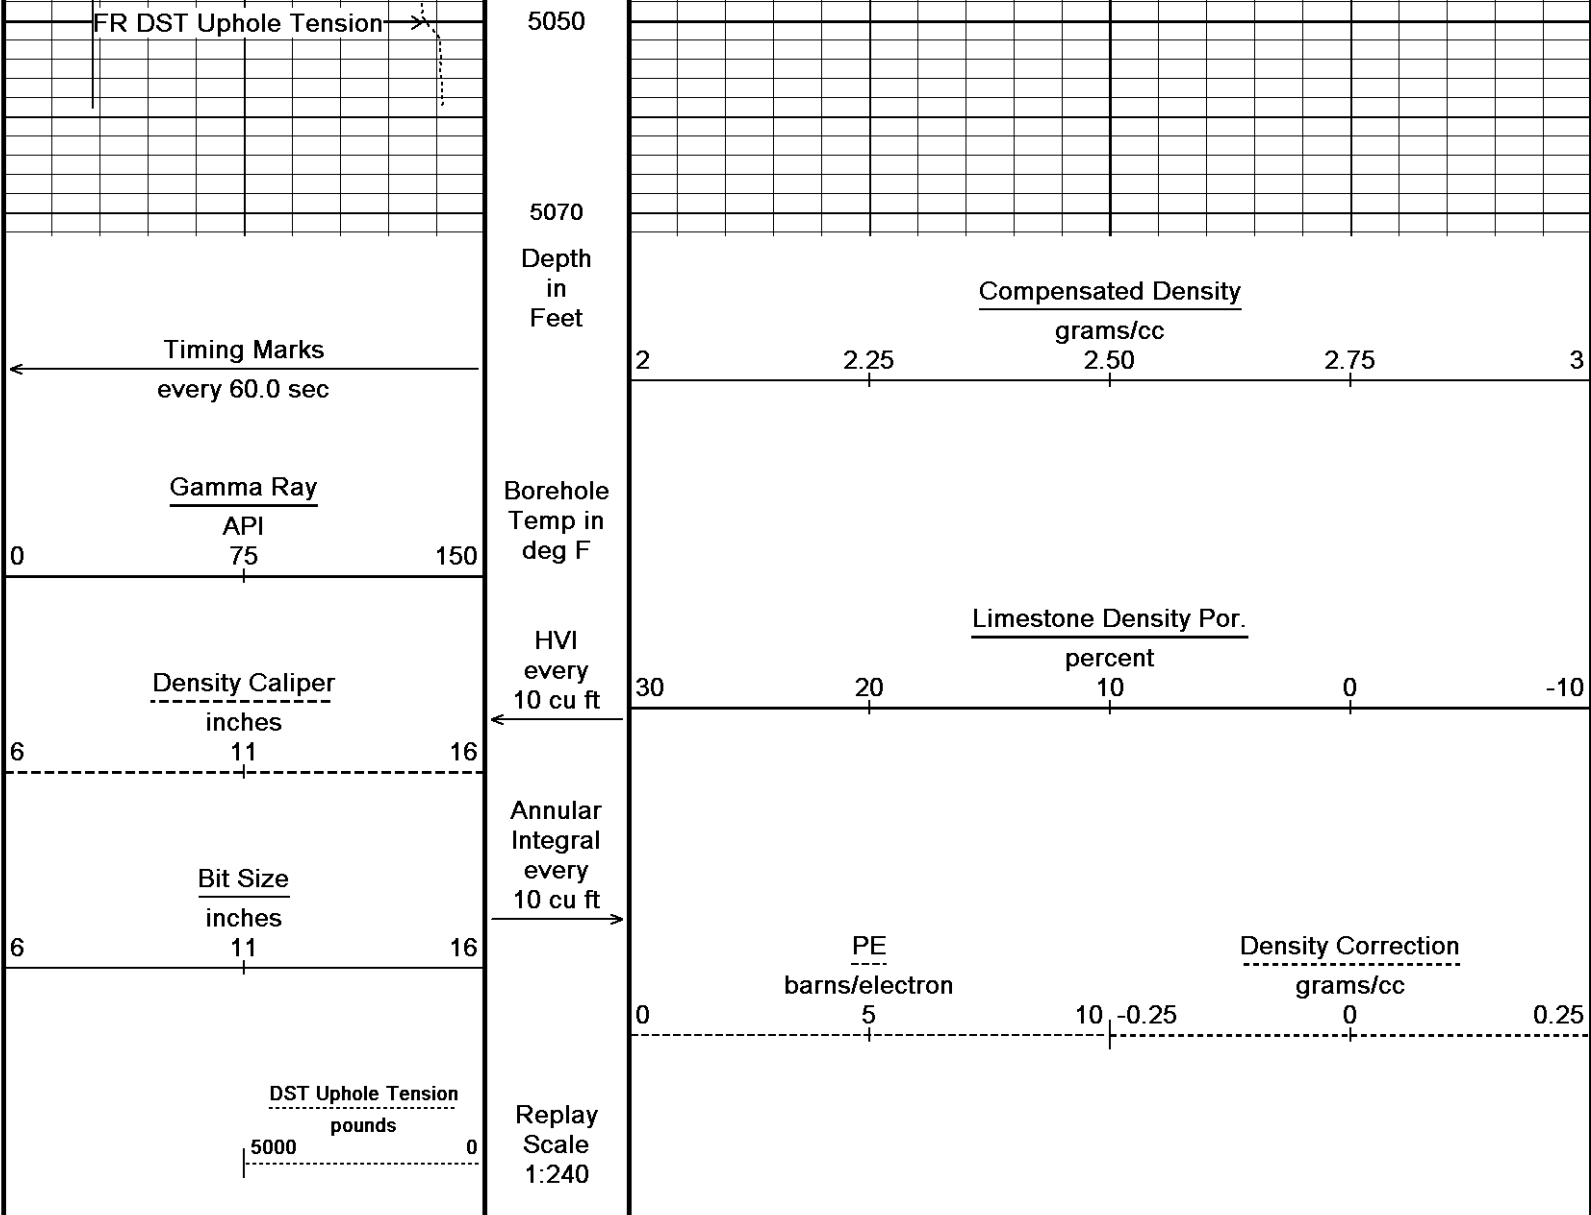 FR DST Uphole Tension
5050
5070
Depth
in
Feet
Timing Marks
every 60.0 sec
Gamma Ray
API
0 75 150
Density Caliper
inches
6 11 16
Bit Size
inches
6 11 16
DST Uphole Tension
pounds
5000 0
Borehole
Temp in
deg F
HVI
every
10 cu ft
Annular
Integral
every
10 cu ft
Replay
Scale
1:240
Compensated Density
grams/cc
2 2.25 2.50 2.75 3
Limestone Density Por.
percent
30 20 10 0 -10
PE
barns/electron
0 5 10
Density Correction
grams/cc
-0.25 0 0.25